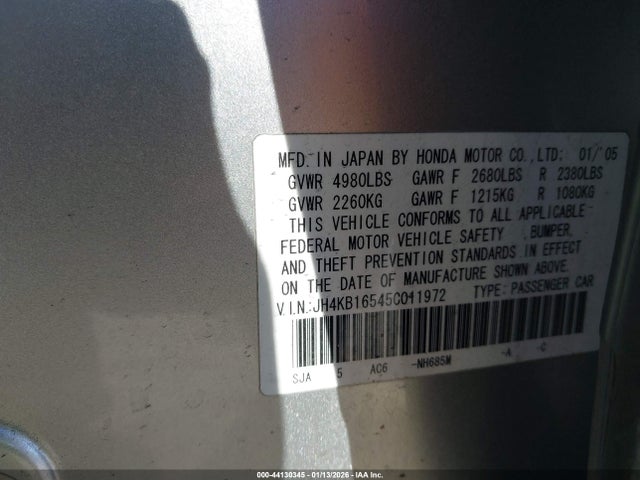 MFD. IN JAPAN BY HONDA MOTOR CO., LTD. 01/'05
GVWR 4980LBS GAWR F 2680LBS R 2380LBS
GVWR 2260KG GAWR F 1215KG R 1080KG
THIS VEHICLE CONFORMS TO ALL APPLICABLE
FEDERAL MOTOR VEHICLE SAFETY , BUMPER,
AND THEFT PREVENTION STANDARDS IN EFFECT
ON THE DATE OF MANUFACTURE SHOWN ABOVE.
V.I.N.:JH4KB16545C011972 TYPE: PASSENGER CAR
SJA 5 AC6 -NH685M -A -C
000-44130345 - 01/13/2026 - © IAA Inc.